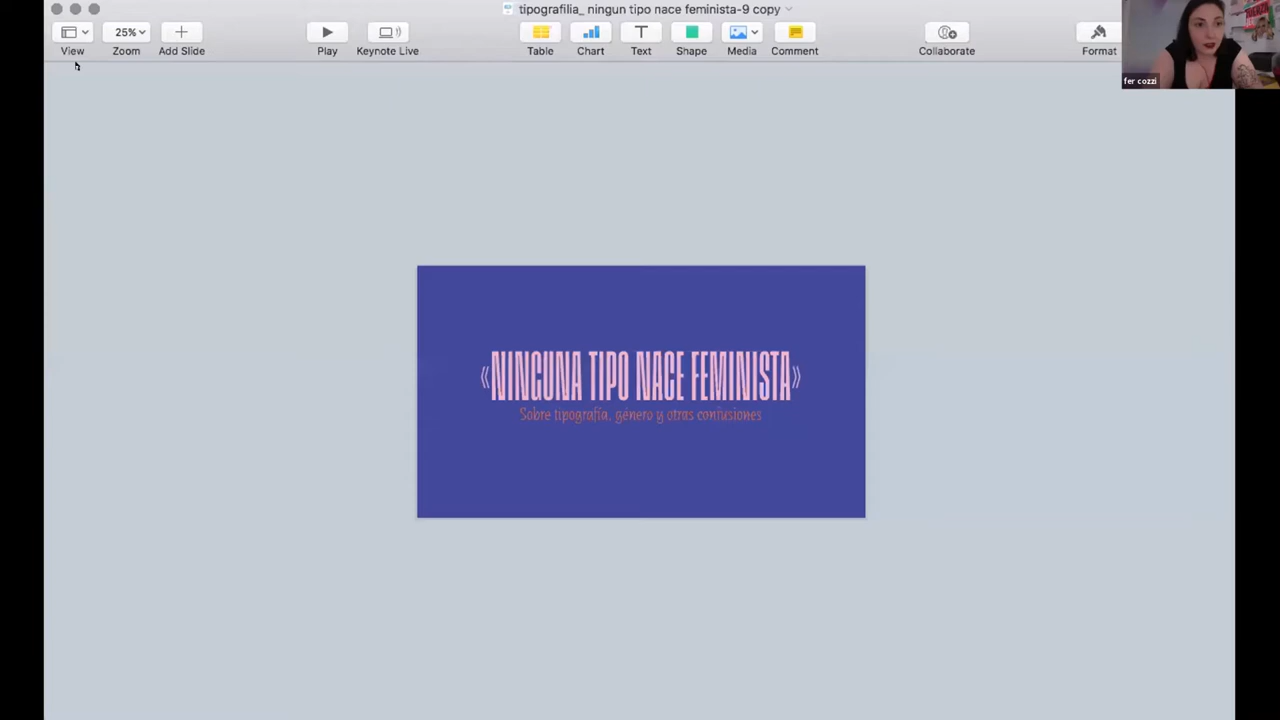 tipografilia_ ningun tipo nace feminista-9 copy
25%
View
Zoom
Add Slide
Play
Keynote Live
Table
Chart
Text
Shape
Media
Comment
Collaborate
Format
fer cozzi
«NINGUNA TIPO NACE FEMINISTA»
Sobre tipografía, género y otras confusiones